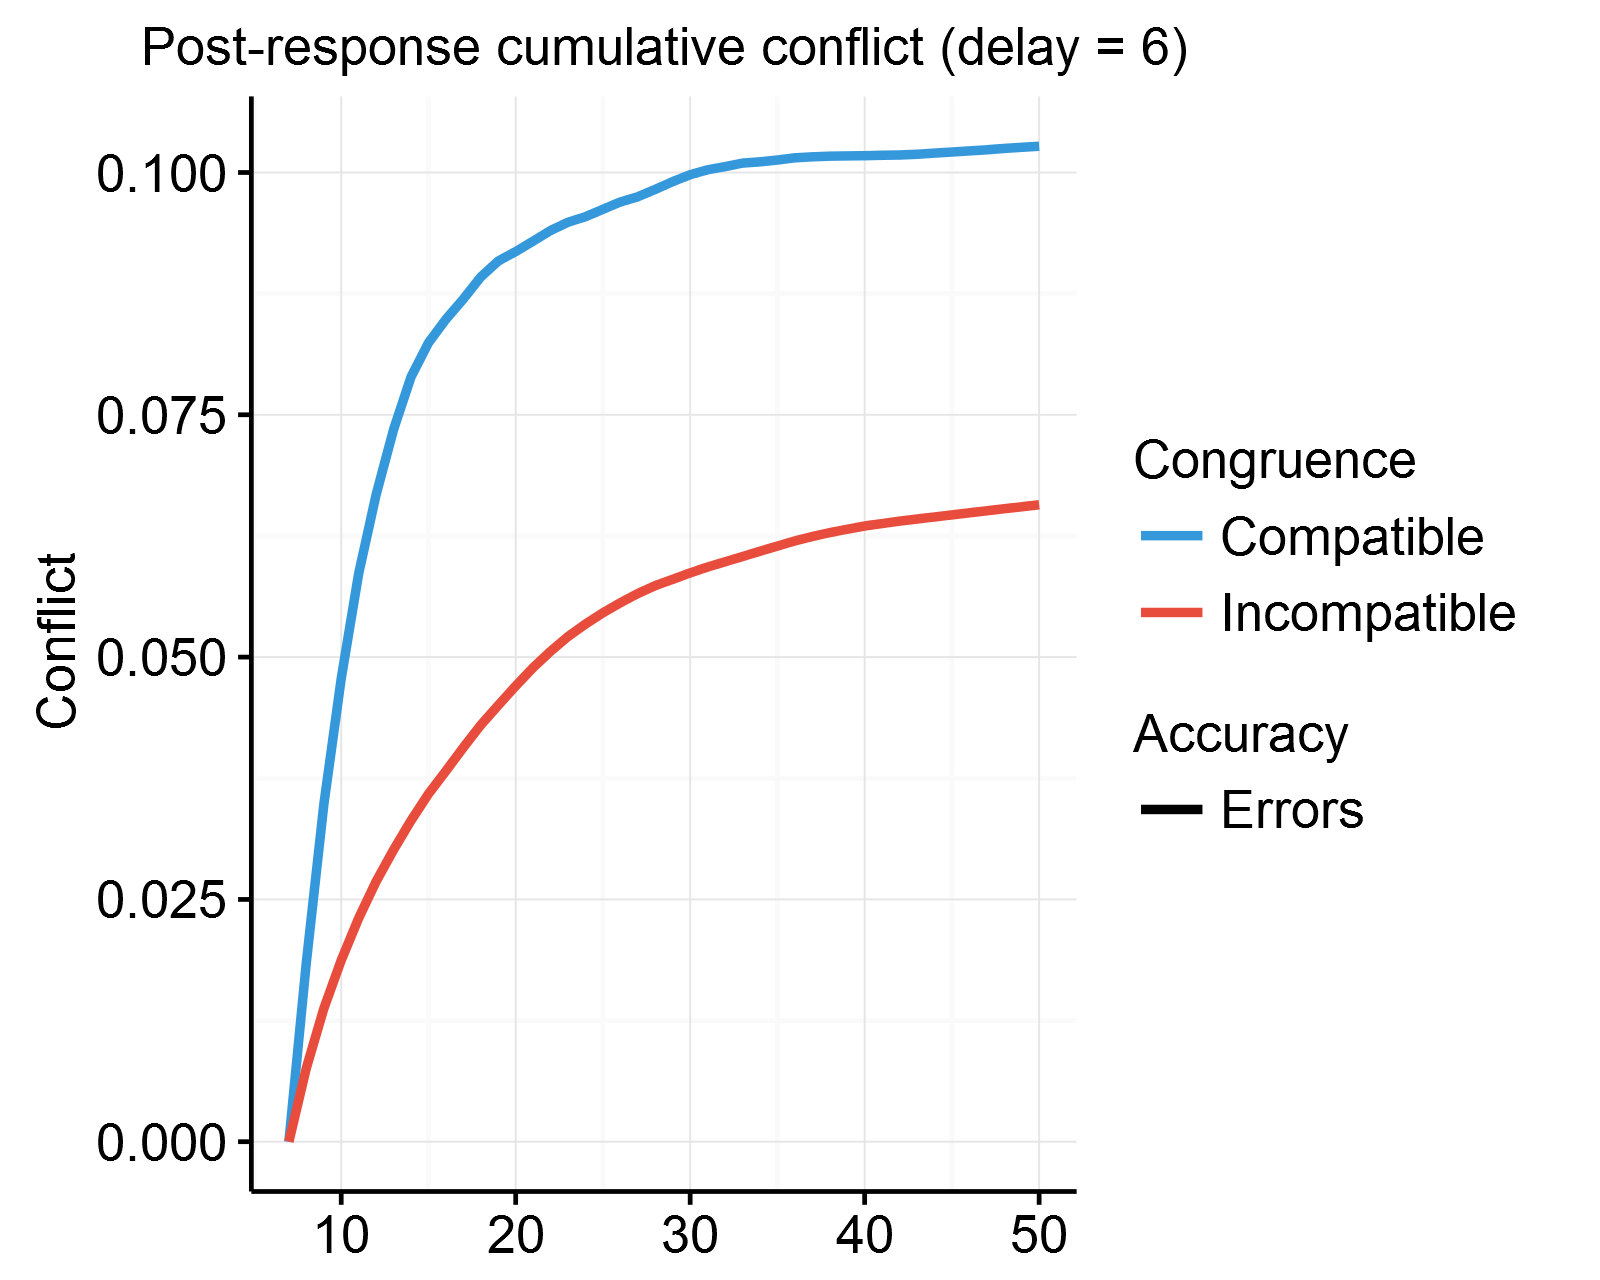 Post-response cumulative conflict (delay = 6)
0.100
0.075
0.050
0.025
0.000
Conflict
10 20 30 40 50
Congruence
Compatible
Incompatible
Accuracy
Errors